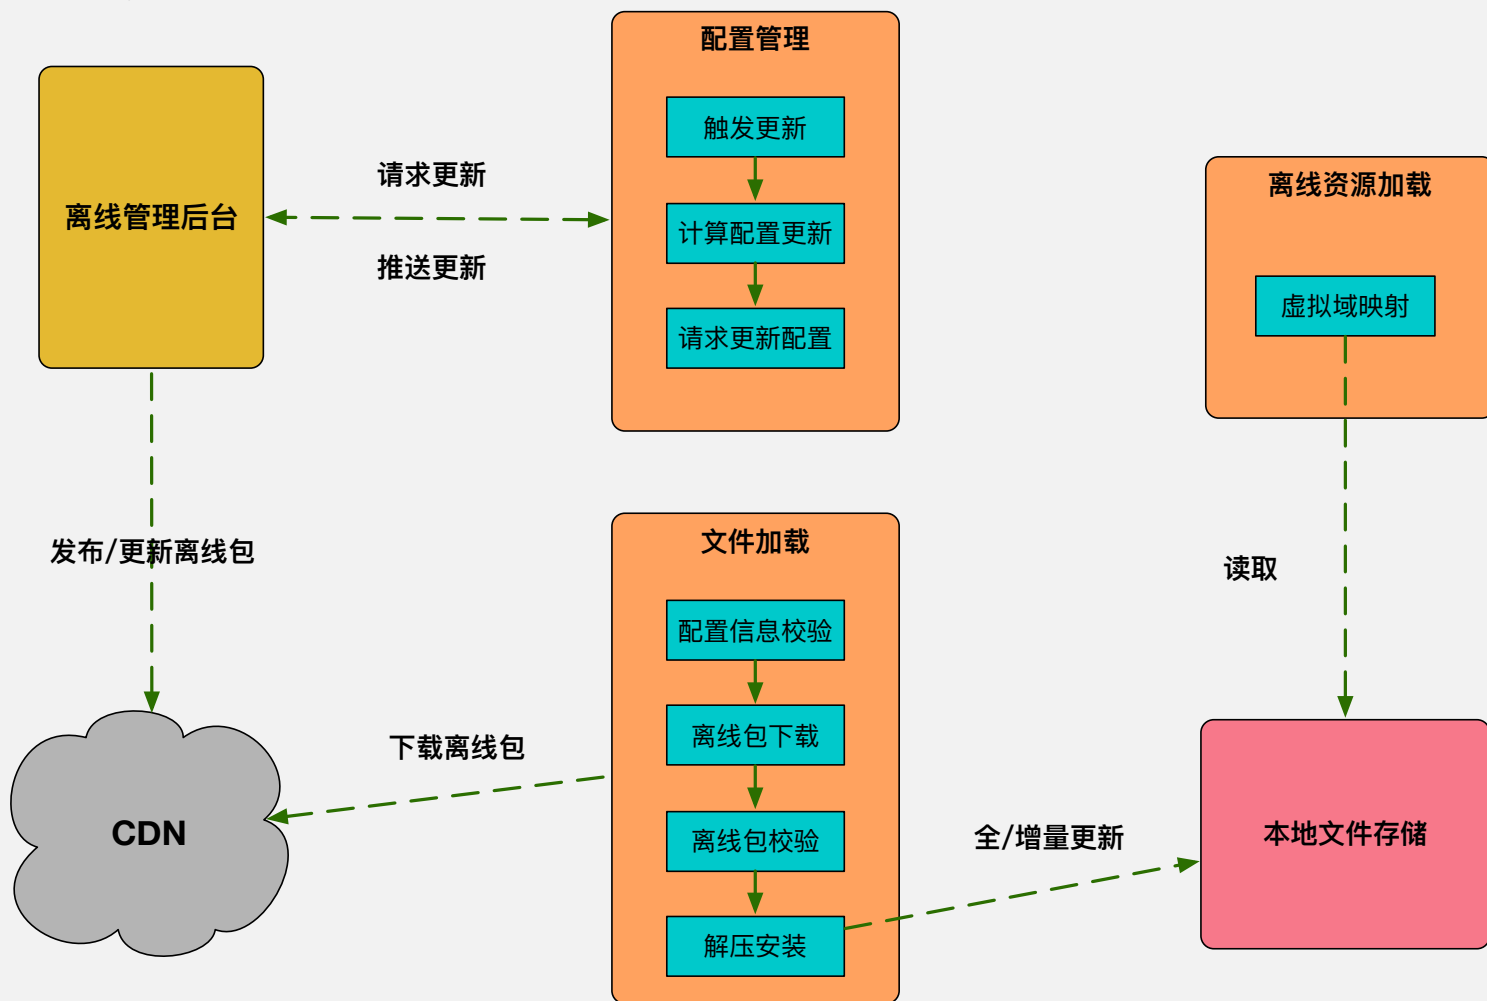 配置管理
触发更新
计算配置更新
请求更新配置
离线管理后台
请求更新
推送更新
离线资源加载
虚拟域映射
发布/更新离线包
文件加载
配置信息校验
离线包下载
离线包校验
解压安装
读取
下载离线包
CDN
全/增量更新
本地文件存储